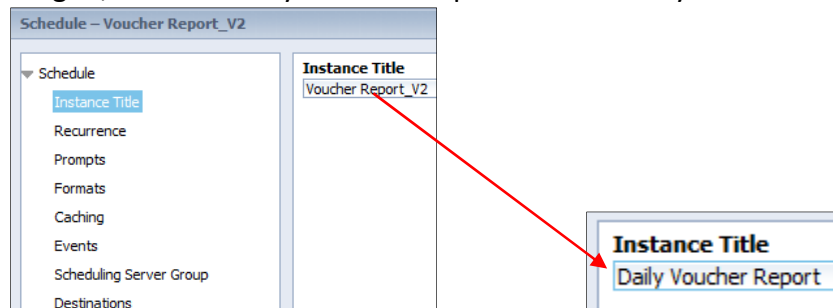 Schedule – Voucher Report_V2
Schedule
Instance Title
Recurrence
Prompts
Formats
Caching
Events
Scheduling Server Group
Destinations
Instance Title
Voucher Report_V2
Instance Title
Daily Voucher Report